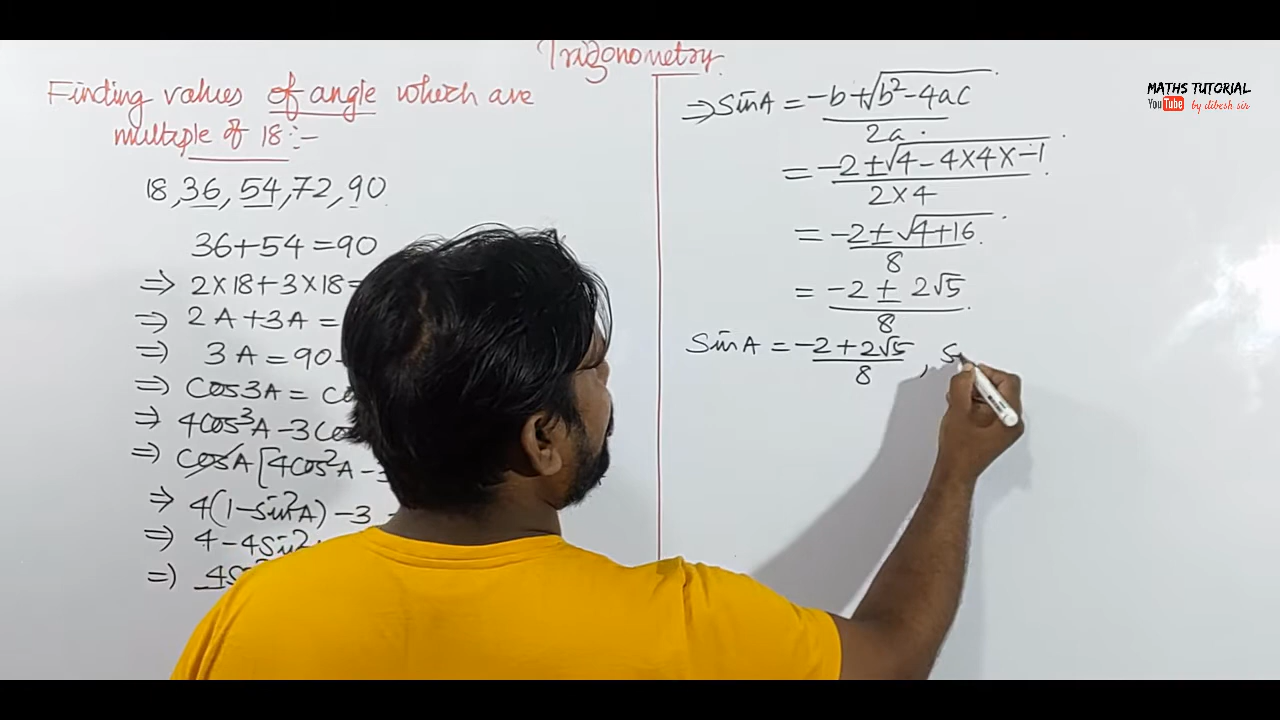 Trigonometry
Finding values of angle which are
multiple of 18:-
18, 36, 54, 72, 90
36+54=90
⇒ 2×18+3×18=
⇒ 2A+3A=
⇒ 3A=90-
⇒ Cos3A=
⇒ 4Cos³A-3Cos
⇒ CosA[4Cos²A-
⇒ 4(1-Sin²A)-3
⇒ 4-4Sin²
⇒ 4S
⇒ SinA = -b±√b²-4ac
2a
= -2±√4-4×4×-1
2×4
= -2±√4+16
8
= -2±2√5
8
SinA = -2+2√5 , S
8
MATHS TUTORIAL
YouTube by dibesh sir